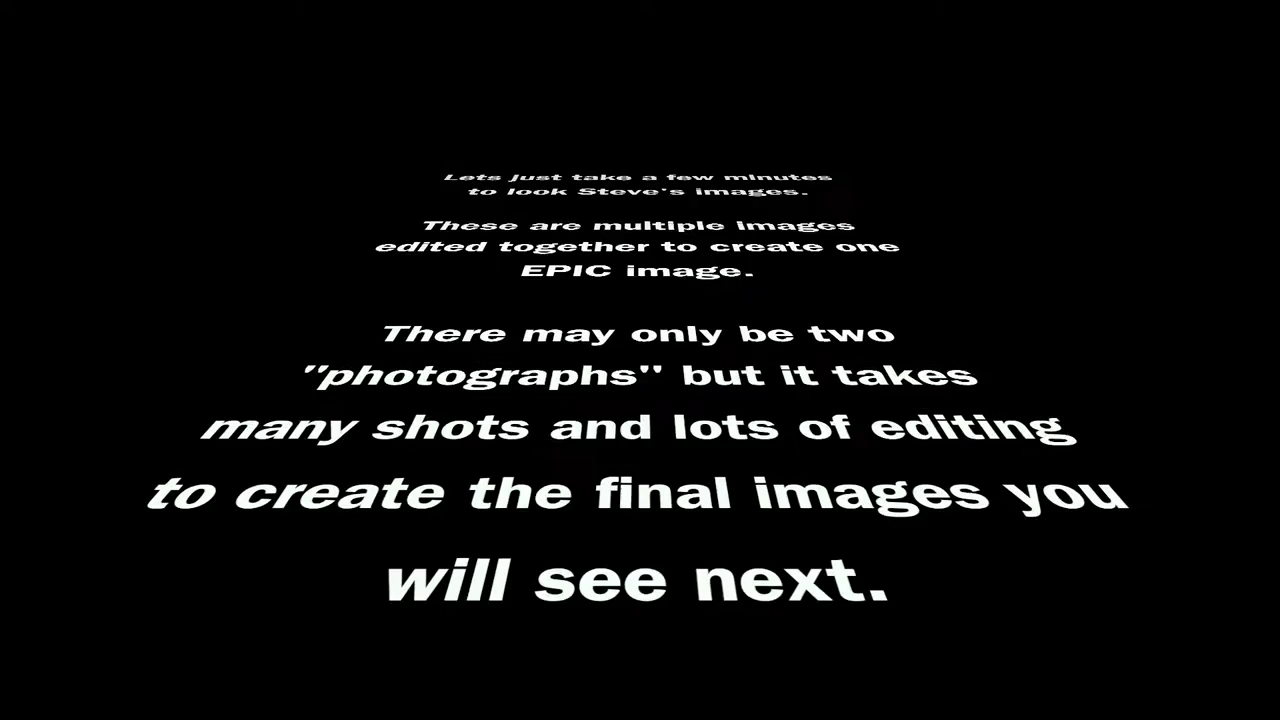 Lets just take a few minutes
to look Steve's images.
These are multiple images
edited together to create one
EPIC image.
There may only be two
"photographs" but it takes
many shots and lots of editing
to create the final images you
will see next.